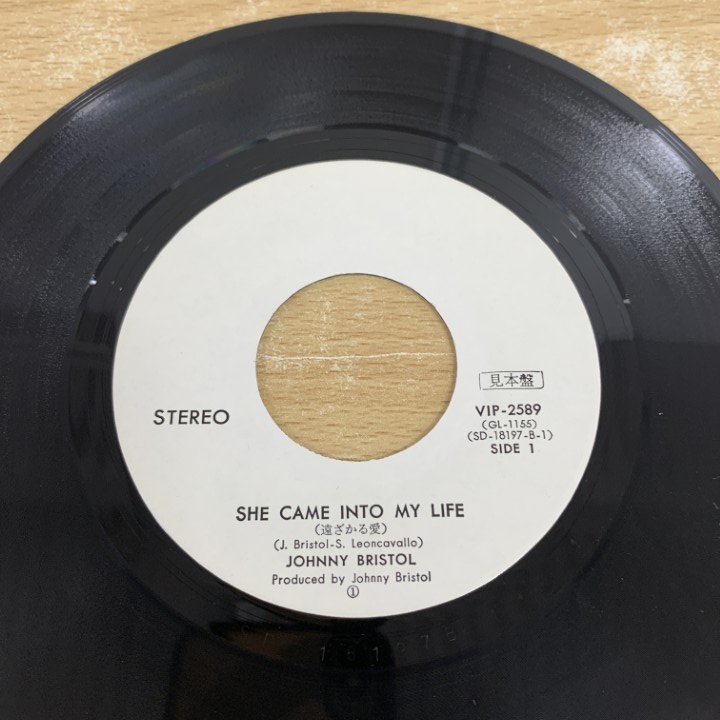 STEREO
見本盤
VIP-2589
(GL-1155)
(SD-18197-B-1)
SIDE 1
SHE CAME INTO MY LIFE
(遠ざかる愛)
(J. Bristol-S. Leoncavallo)
JOHNNY BRISTOL
Produced by Johnny Bristol
①